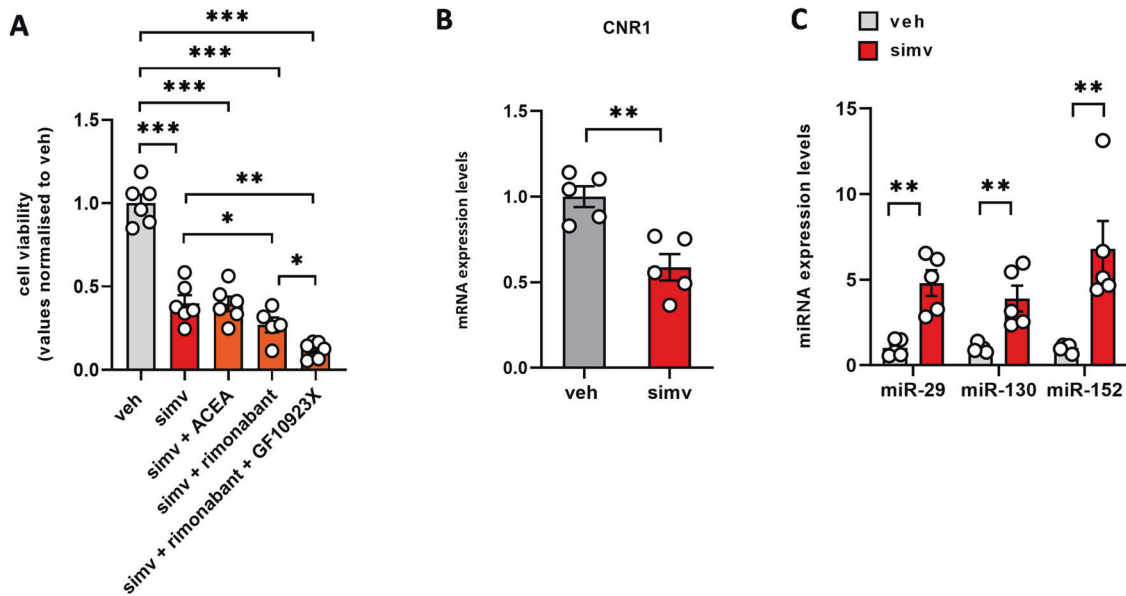 A
***
***
***
***
**
*
*
cell viability
(values normalised to veh)
1.5
1.0
0.5
0.0
veh
simv
simv + ACEA
simv + rimonabant
simv + rimonabant + GF10923X
B
CNR1
**
mRNA expression levels
1.5
1.0
0.5
0.0
veh
simv
C
veh
simv
**
**
**
miRNA expression levels
15
10
5
0
miR-29
miR-130
miR-152